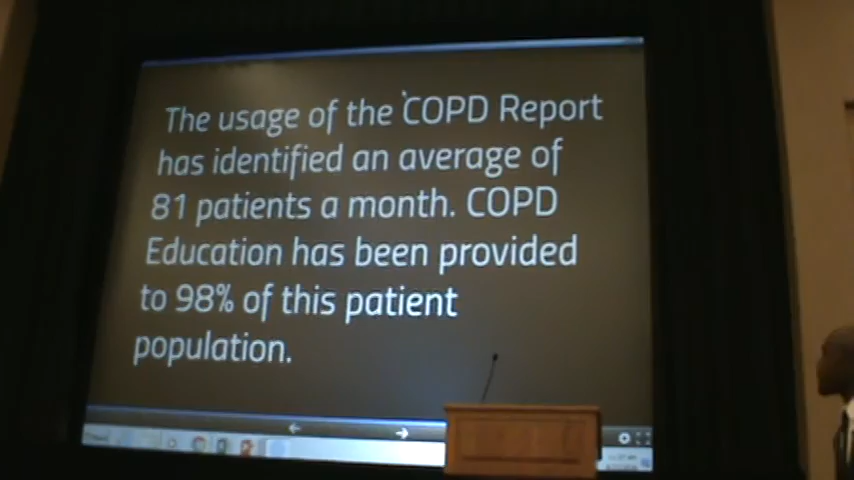 The usage of the COPD Report
has identified an average of
81 patients a month. COPD
Education has been provided
to 98% of this patient
population.